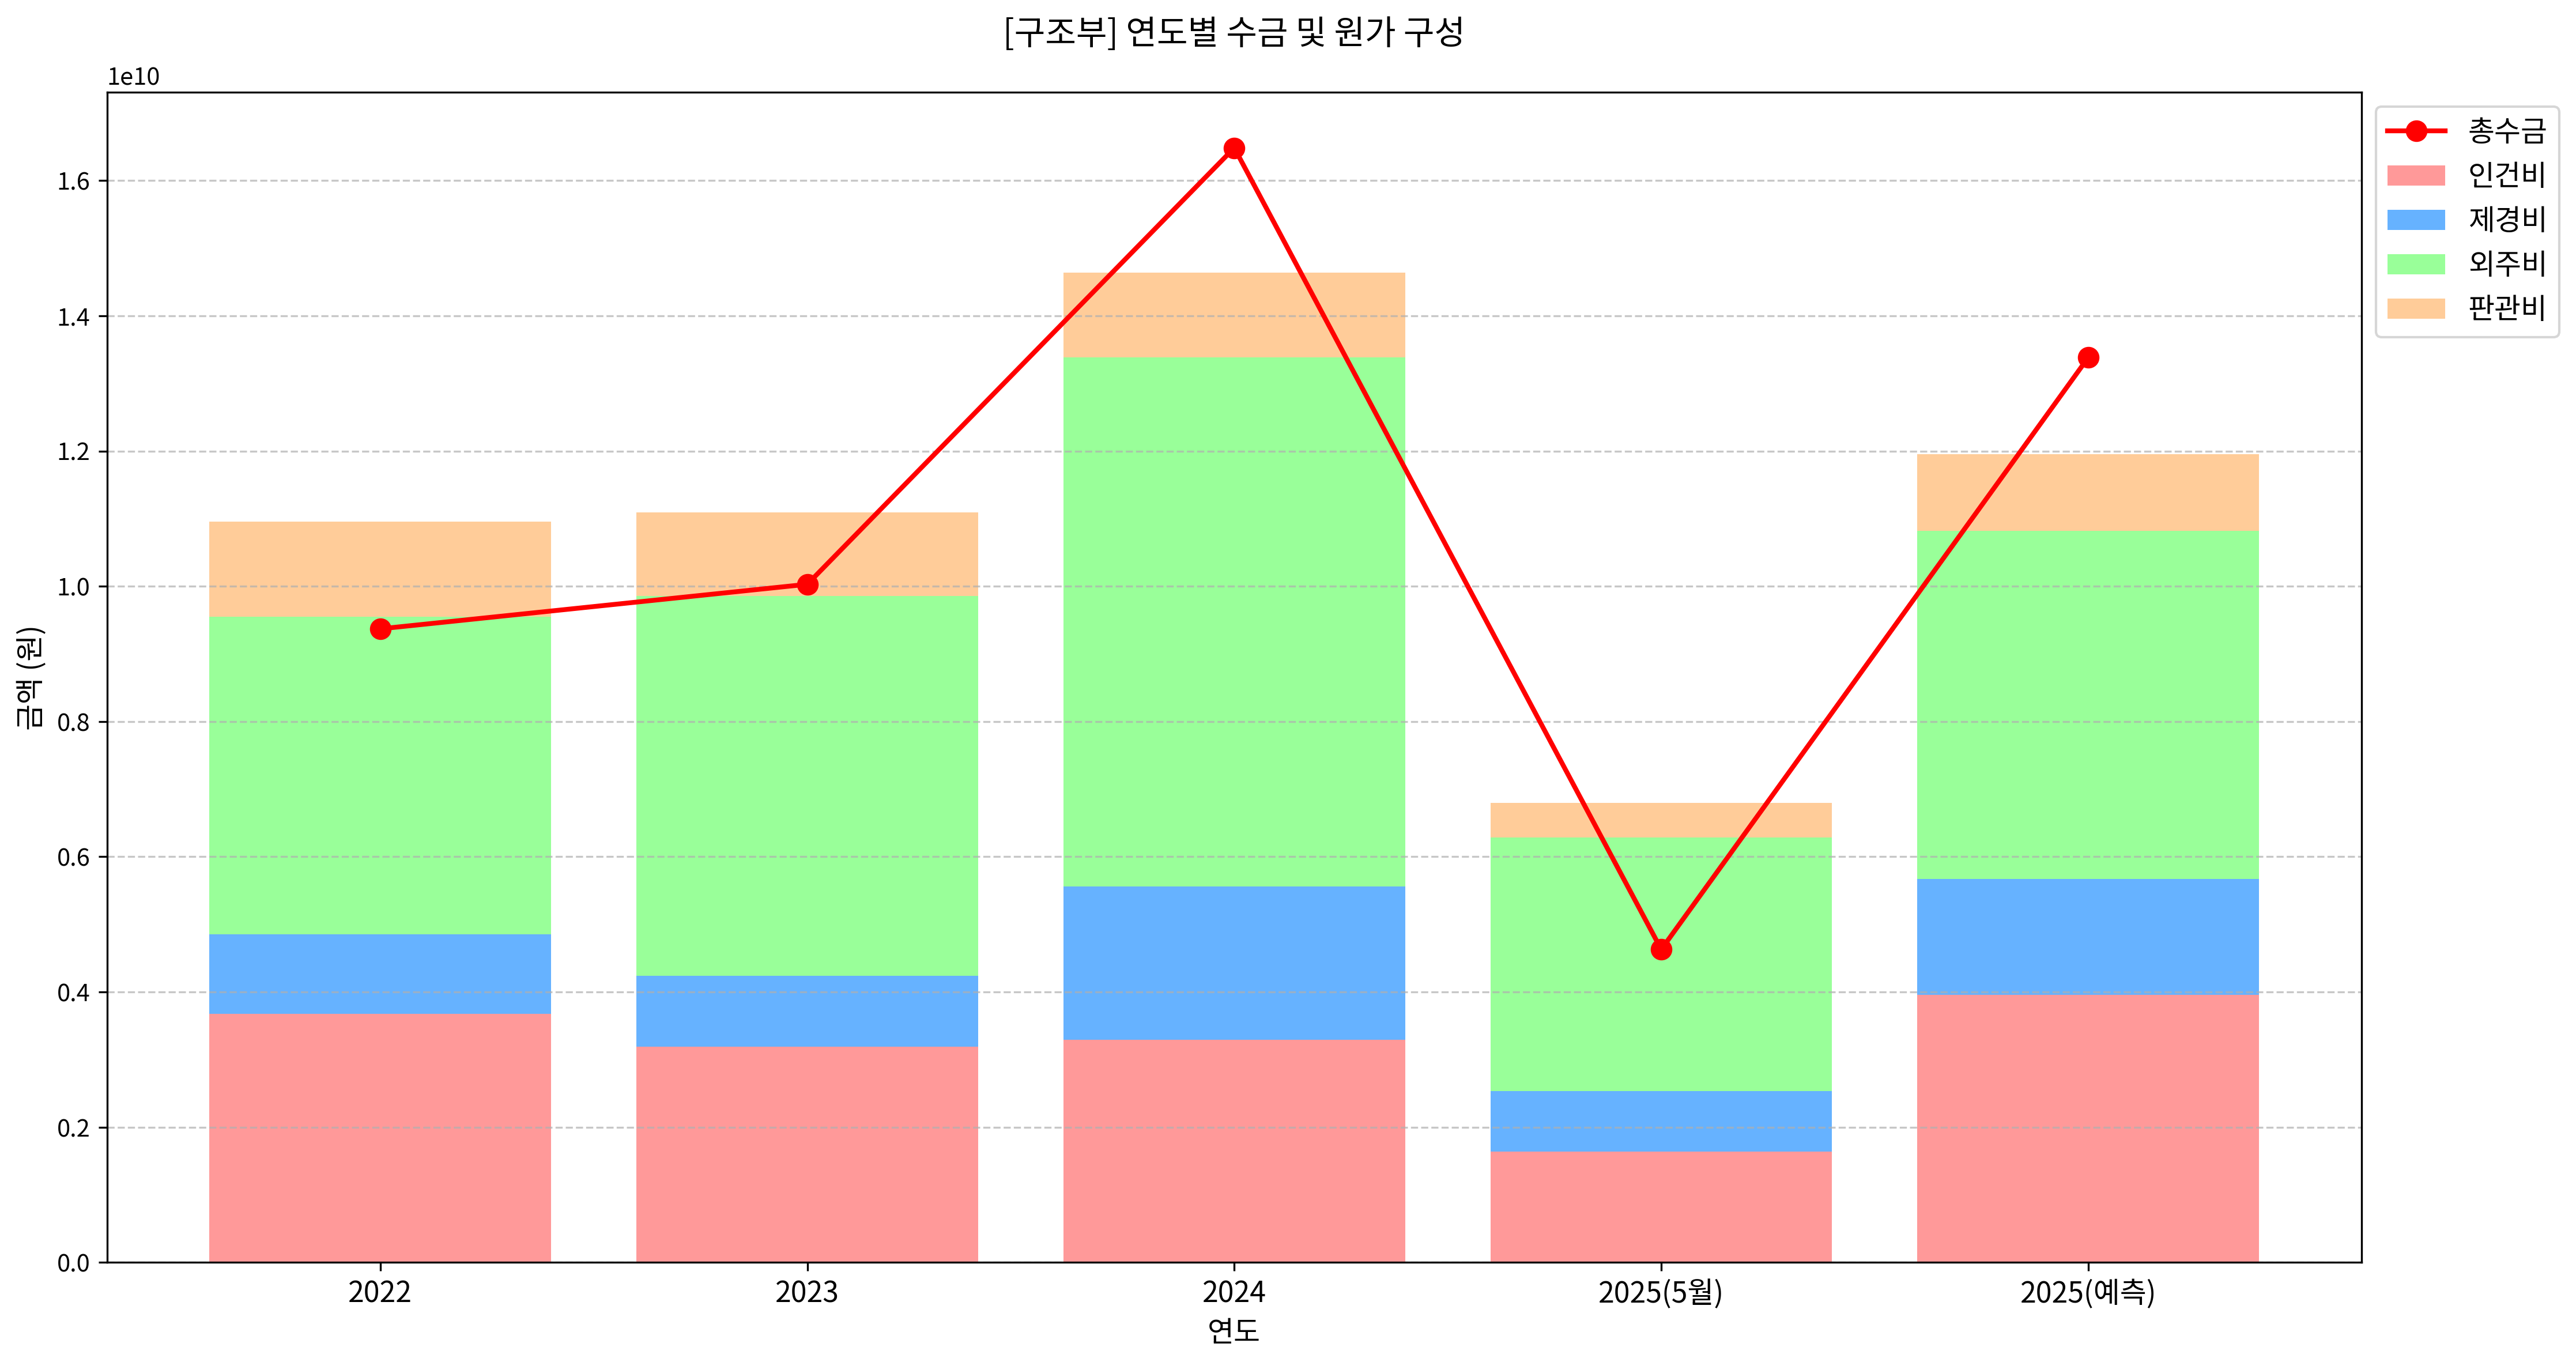 [구조부] 연도별 수금 및 원가 구성
1e10
총수금
인건비
제경비
외주비
판관비
1.6
1.4
1.2
1.0
0.8
0.6
0.4
0.2
0.0
금액 (원)
2022
2023
2024
2025(5월)
2025(예측)
연도